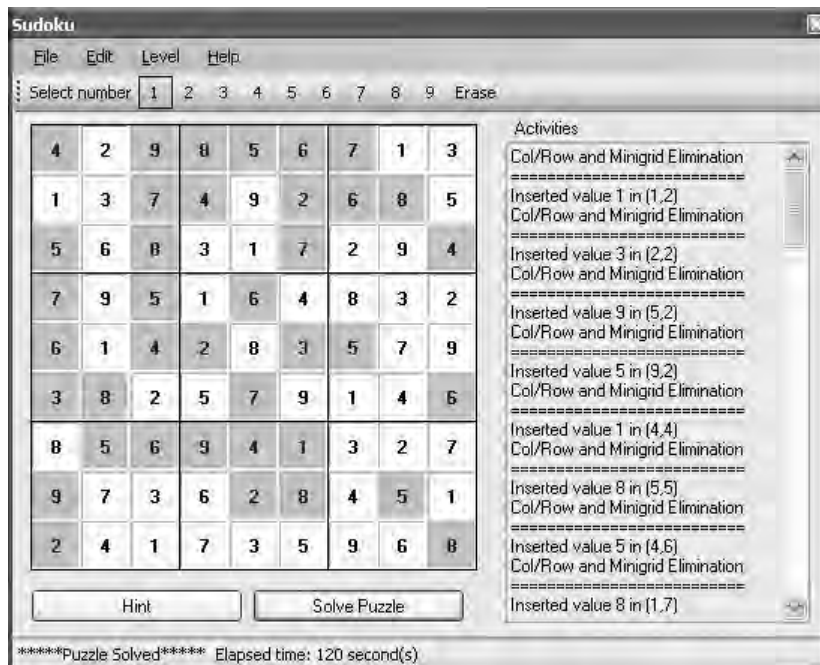 Sudoku
File Edit Level Help
Select number 1 2 3 4 5 6 7 8 9 Erase
4 2 9 8 5 6 7 1 3
1 3 7 4 9 2 6 8 5
5 6 8 3 1 7 2 9 4
7 9 5 1 6 4 8 3 2
6 1 4 2 8 3 5 7 9
3 8 2 5 7 9 1 4 6
8 5 6 9 4 1 3 2 7
9 7 3 6 2 8 4 5 1
2 4 1 7 3 5 9 6 8
Hint Solve Puzzle
Activities
Col/Row and Minigrid Elimination
==========================
Inserted value 1 in (1,2)
Col/Row and Minigrid Elimination
==========================
Inserted value 3 in (2,2)
Col/Row and Minigrid Elimination
==========================
Inserted value 9 in (5,2)
Col/Row and Minigrid Elimination
==========================
Inserted value 5 in (9,2)
Col/Row and Minigrid Elimination
==========================
Inserted value 1 in (4,4)
Col/Row and Minigrid Elimination
==========================
Inserted value 8 in (5,5)
Col/Row and Minigrid Elimination
==========================
Inserted value 5 in (4,6)
Col/Row and Minigrid Elimination
==========================
Inserted value 8 in (1,7)
*****Puzzle Solved***** Elapsed time: 120 second(s)